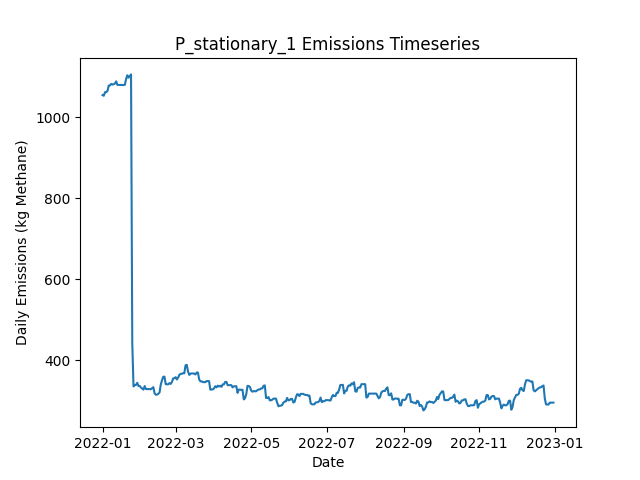 P_stationary_1 Emissions Timeseries
Daily Emissions (kg Methane)
1000
800
600
400
2022-01 2022-03 2022-05 2022-07 2022-09 2022-11 2023-01
Date